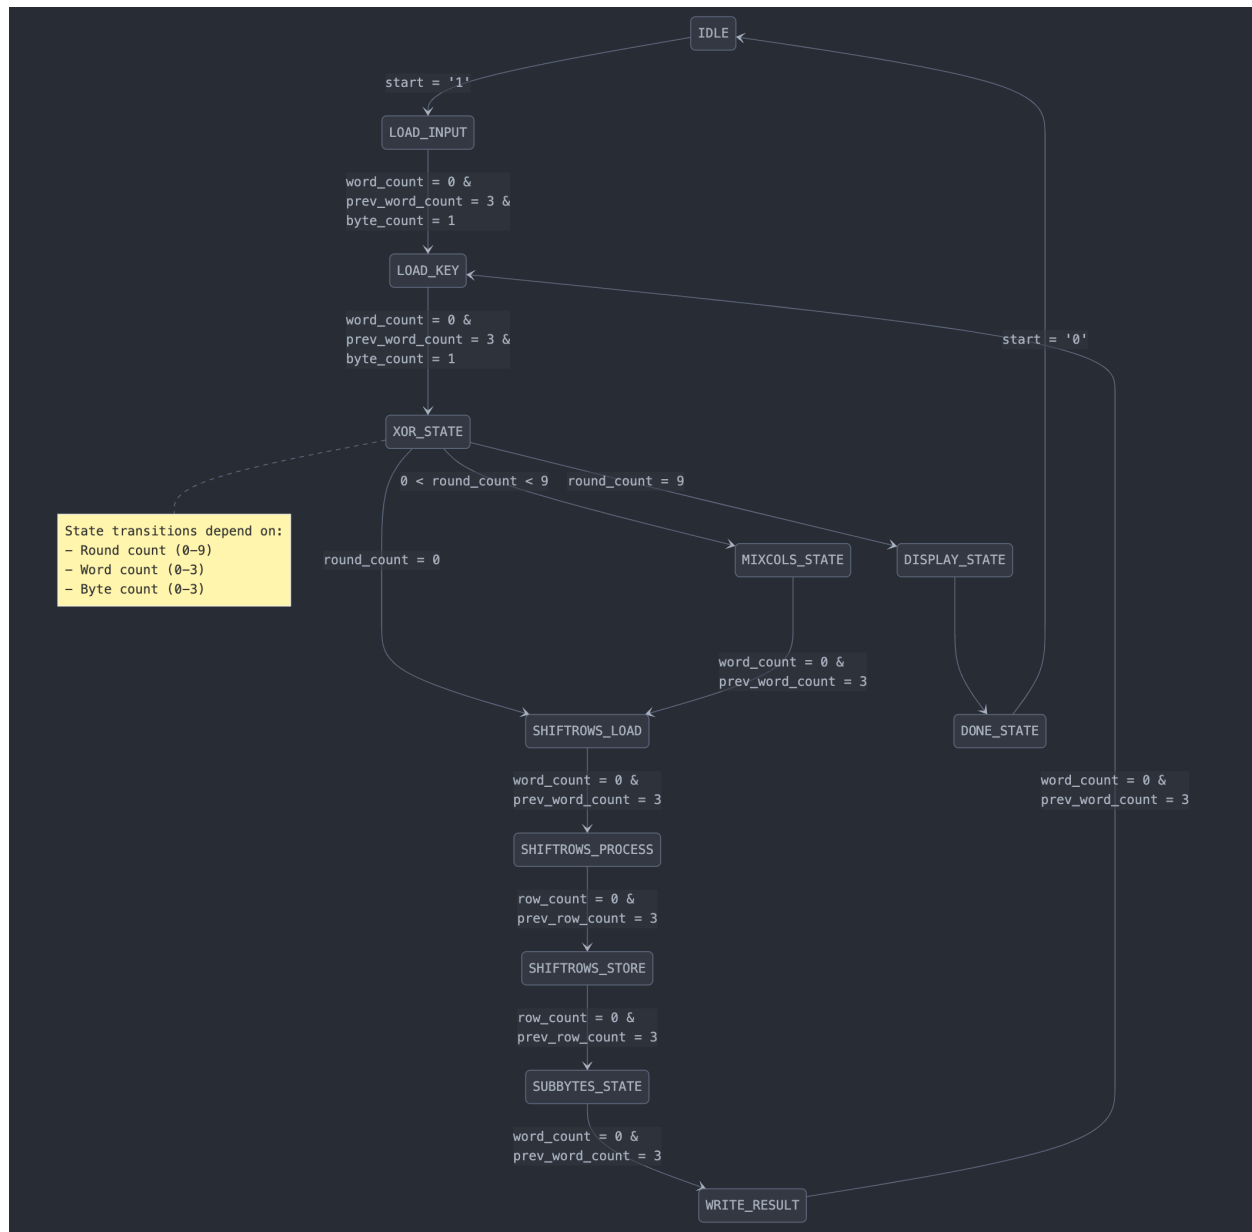 IDLE
start = '1'
LOAD_INPUT
word_count = 0 &
prev_word_count = 3 &
byte_count = 1
LOAD_KEY
word_count = 0 &
prev_word_count = 3 &
byte_count = 1
start = '0'
XOR_STATE
0 < round_count < 9
round_count = 9
State transitions depend on:
– Round count (0–9)
– Word count (0–3)
– Byte count (0–3)
round_count = 0
MIXCOLS_STATE
DISPLAY_STATE
word_count = 0 &
prev_word_count = 3
SHIFTROWS_LOAD
DONE_STATE
word_count = 0 &
prev_word_count = 3
word_count = 0 &
prev_word_count = 3
SHIFTROWS_PROCESS
row_count = 0 &
prev_row_count = 3
SHIFTROWS_STORE
row_count = 0 &
prev_row_count = 3
SUBBYTES_STATE
word_count = 0 &
prev_word_count = 3
WRITE_RESULT